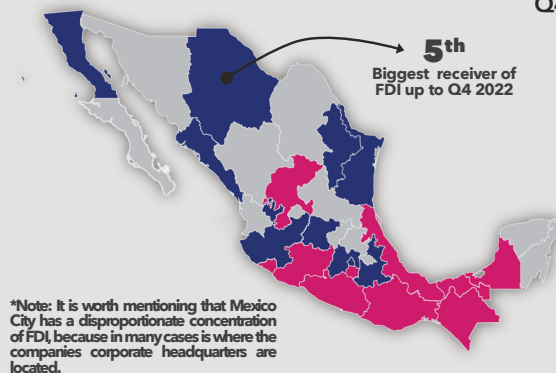 Q4
5th
Biggest receiver of
FDI up to Q4 2022
*Note: It is worth mentioning that Mexico
City has a disproportionate concentration
of FDI, because in many cases is where the
companies corporate headquarters are
located.